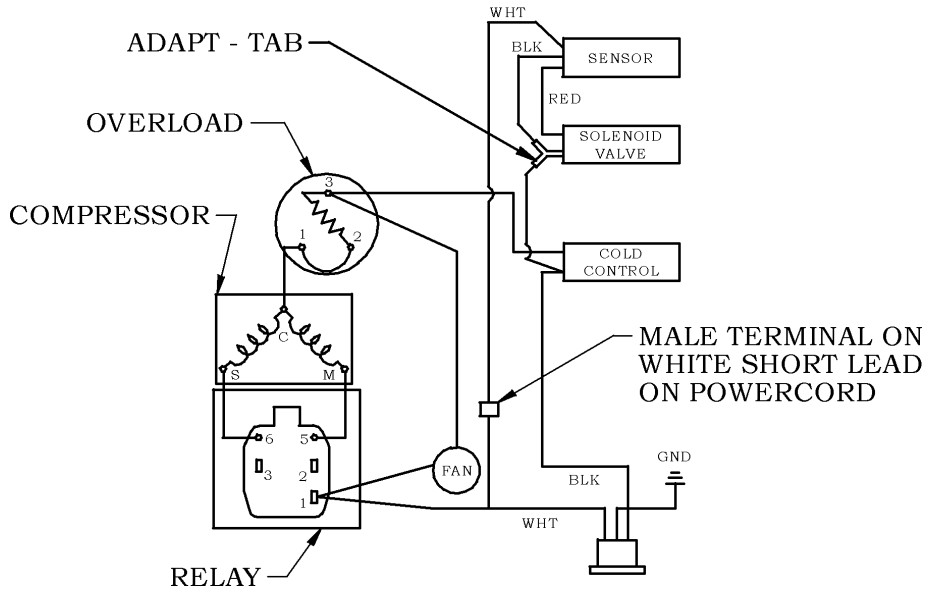 WHT
ADAPT - TAB
BLK
SENSOR
RED
OVERLOAD
SOLENOID
VALVE
3
COMPRESSOR
1
2
COLD
CONTROL
C
MALE TERMINAL ON
WHITE SHORT LEAD
ON POWERCORD
S
M
6
5
3
2
FAN
GND
BLK
1
WHT
RELAY